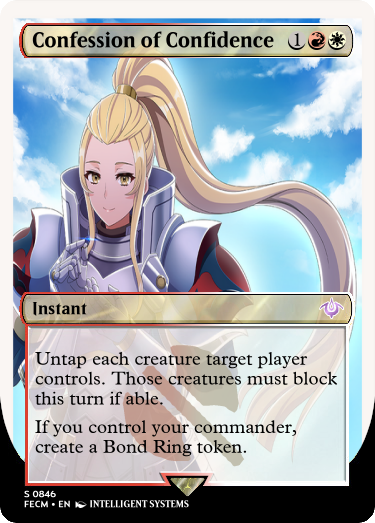 Confession of Confidence 1
Instant
Untap each creature target player
controls. Those creatures must block
this turn if able.
If you control your commander,
create a Bond Ring token.
S 0846
FECM • EN INTELLIGENT SYSTEMS